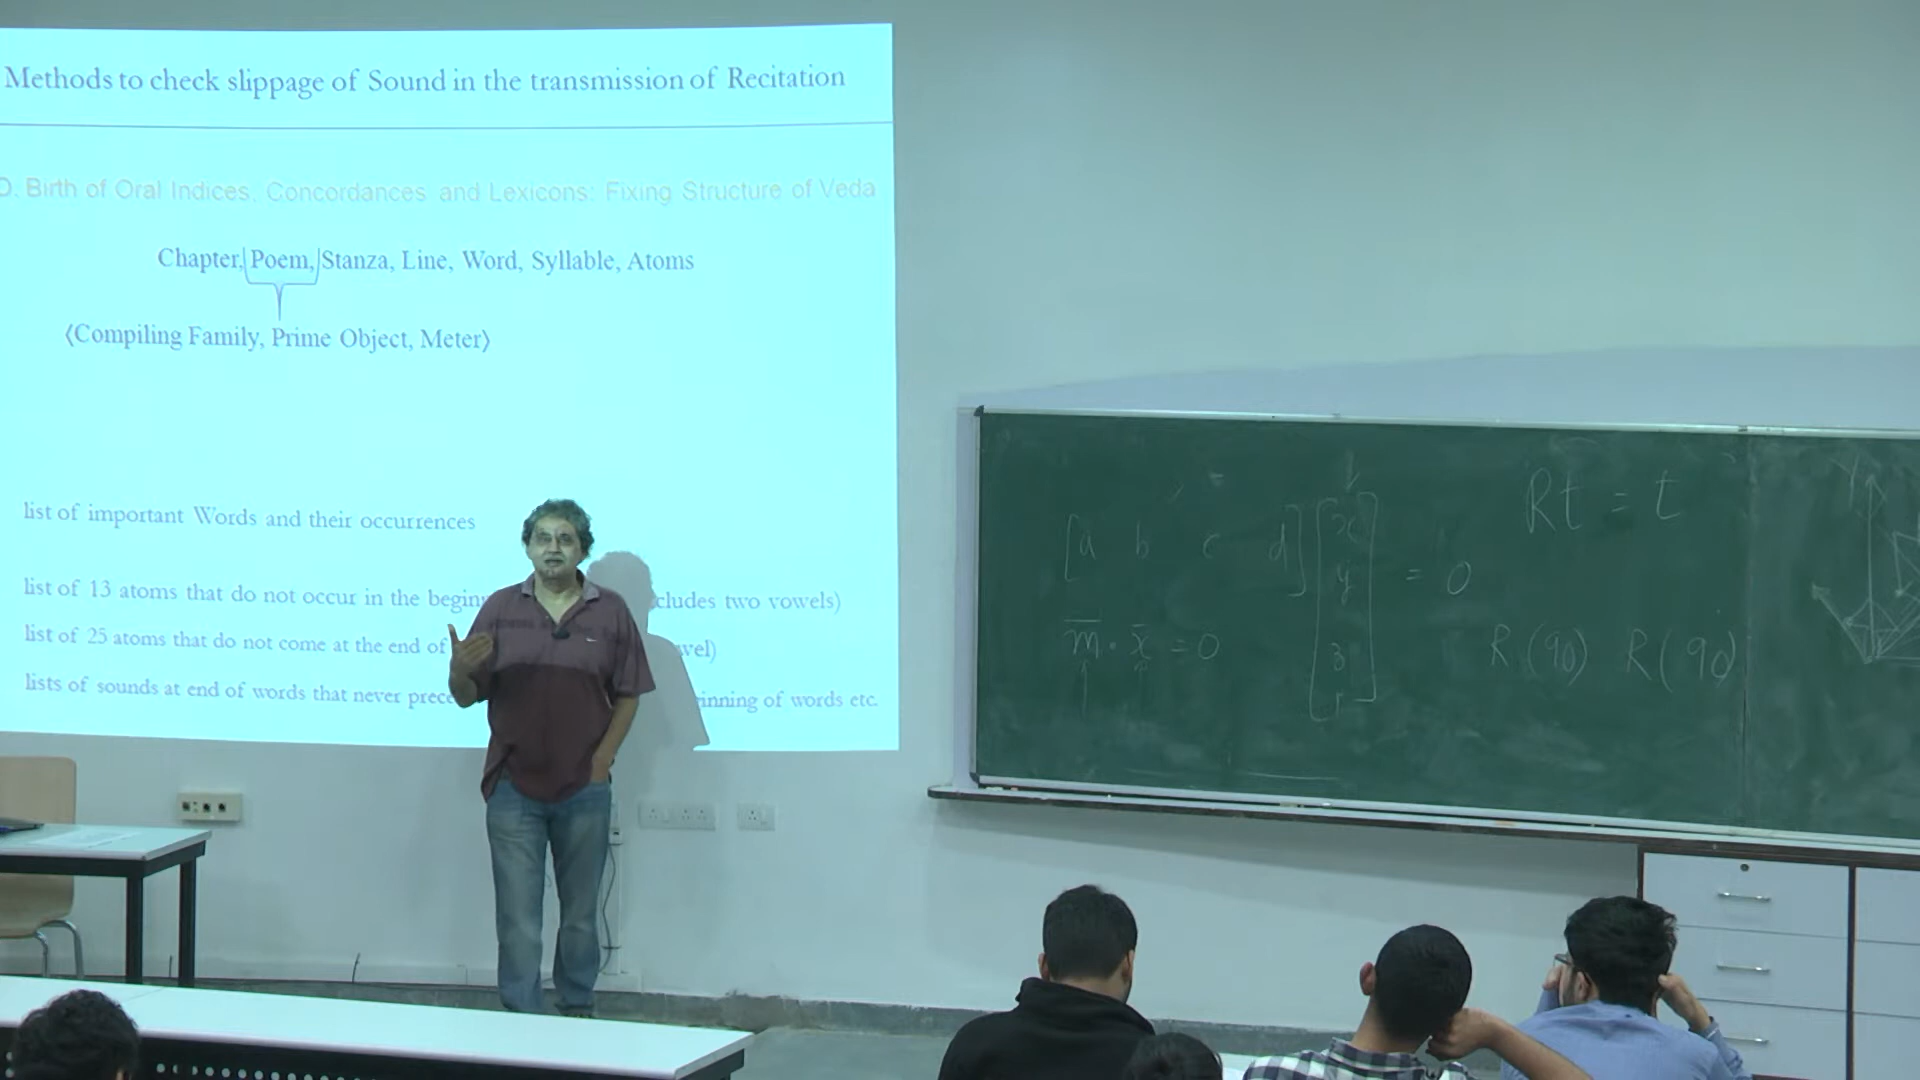 Methods to check slippage of Sound in the transmission of Recitation
D. Birth of Oral Indices, Concordances and Lexicons: Fixing Structure of Veda
Chapter, Poem, Stanza, Line, Word, Syllable, Atoms
⟨Compiling Family, Prime Object, Meter⟩
list of important Words and their occurrences
list of 13 atoms that do not occur in the begin cludes two vowels)
list of 25 atoms that do not come at the end of vel)
lists of sounds at end of words that never prece inning of words etc.
[a b c d] [x y z 1] = 0
m̅ . x̅ = 0
Rt = t
R(90) R(90)
Y